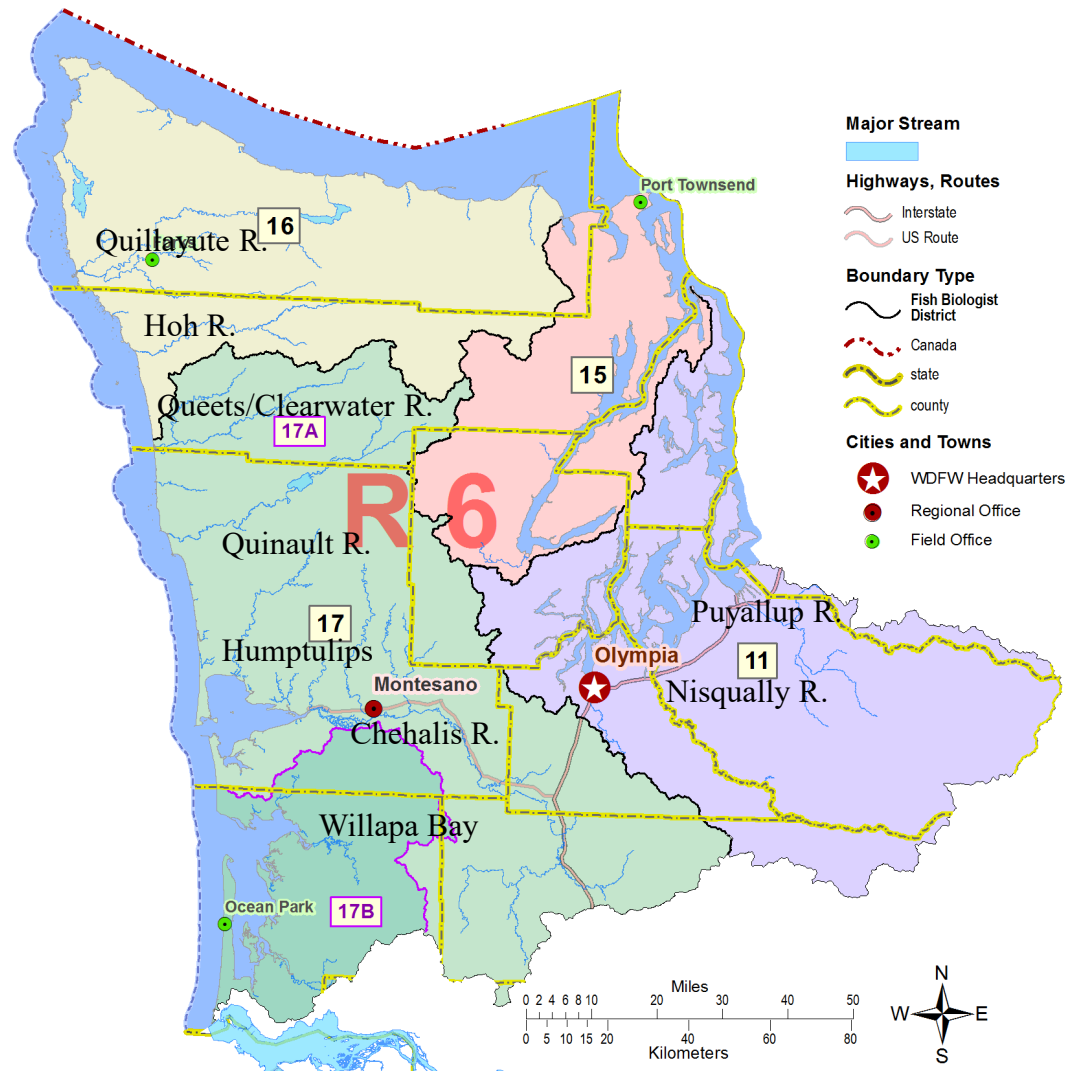 Port Townsend
16
Quillayute R.
Forks
Hoh R.
15
Queets/Clearwater R.
17A
R 6
Quinault R.
17
Humptulips
Puyallup R.
Olympia
11
Montesano
Nisqually R.
Chehalis R.
Willapa Bay
Ocean Park
17B
Major Stream
Highways, Routes
Interstate
US Route
Boundary Type
Fish Biologist
District
Canada
state
county
Cities and Towns
WDFW Headquarters
Regional Office
Field Office
Miles
0 2 4 6 8 10 20 30 40 50
0 5 10 15 20 40 60 80
Kilometers
N
W E
S